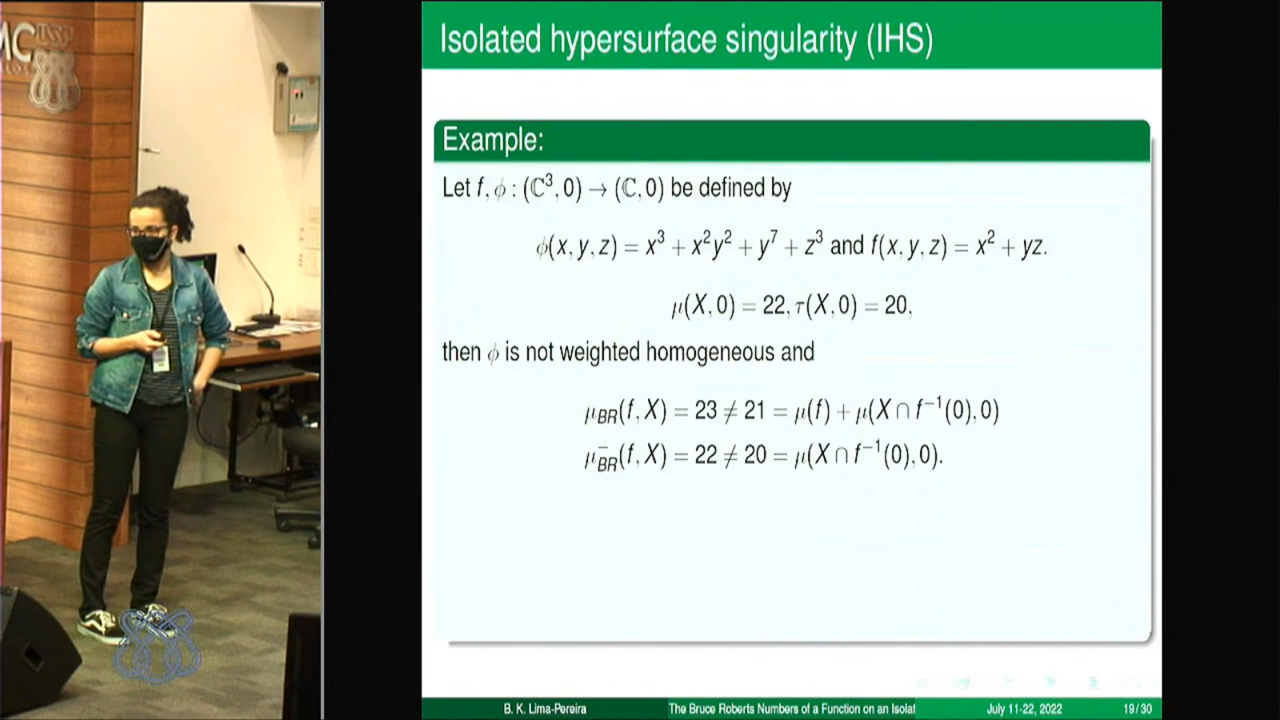 Isolated hypersurface singularity (IHS)
Example:
Let f, ϕ : (ℂ³, 0) → (ℂ, 0) be defined by
ϕ(x, y, z) = x³ + x²y² + y⁷ + z³ and f(x, y, z) = x² + yz.
μ(X, 0) = 22, τ(X, 0) = 20,
then ϕ is not weighted homogeneous and
μ_BR(f, X) = 23 ≠ 21 = μ(f) + μ(X ∩ f⁻¹(0), 0)
μ⁻_BR(f, X) = 22 ≠ 20 = μ(X ∩ f⁻¹(0), 0).
B. K. Lima-Pereira
The Bruce Roberts Numbers of a Function on an Isolat
July 11-22, 2022
19/30